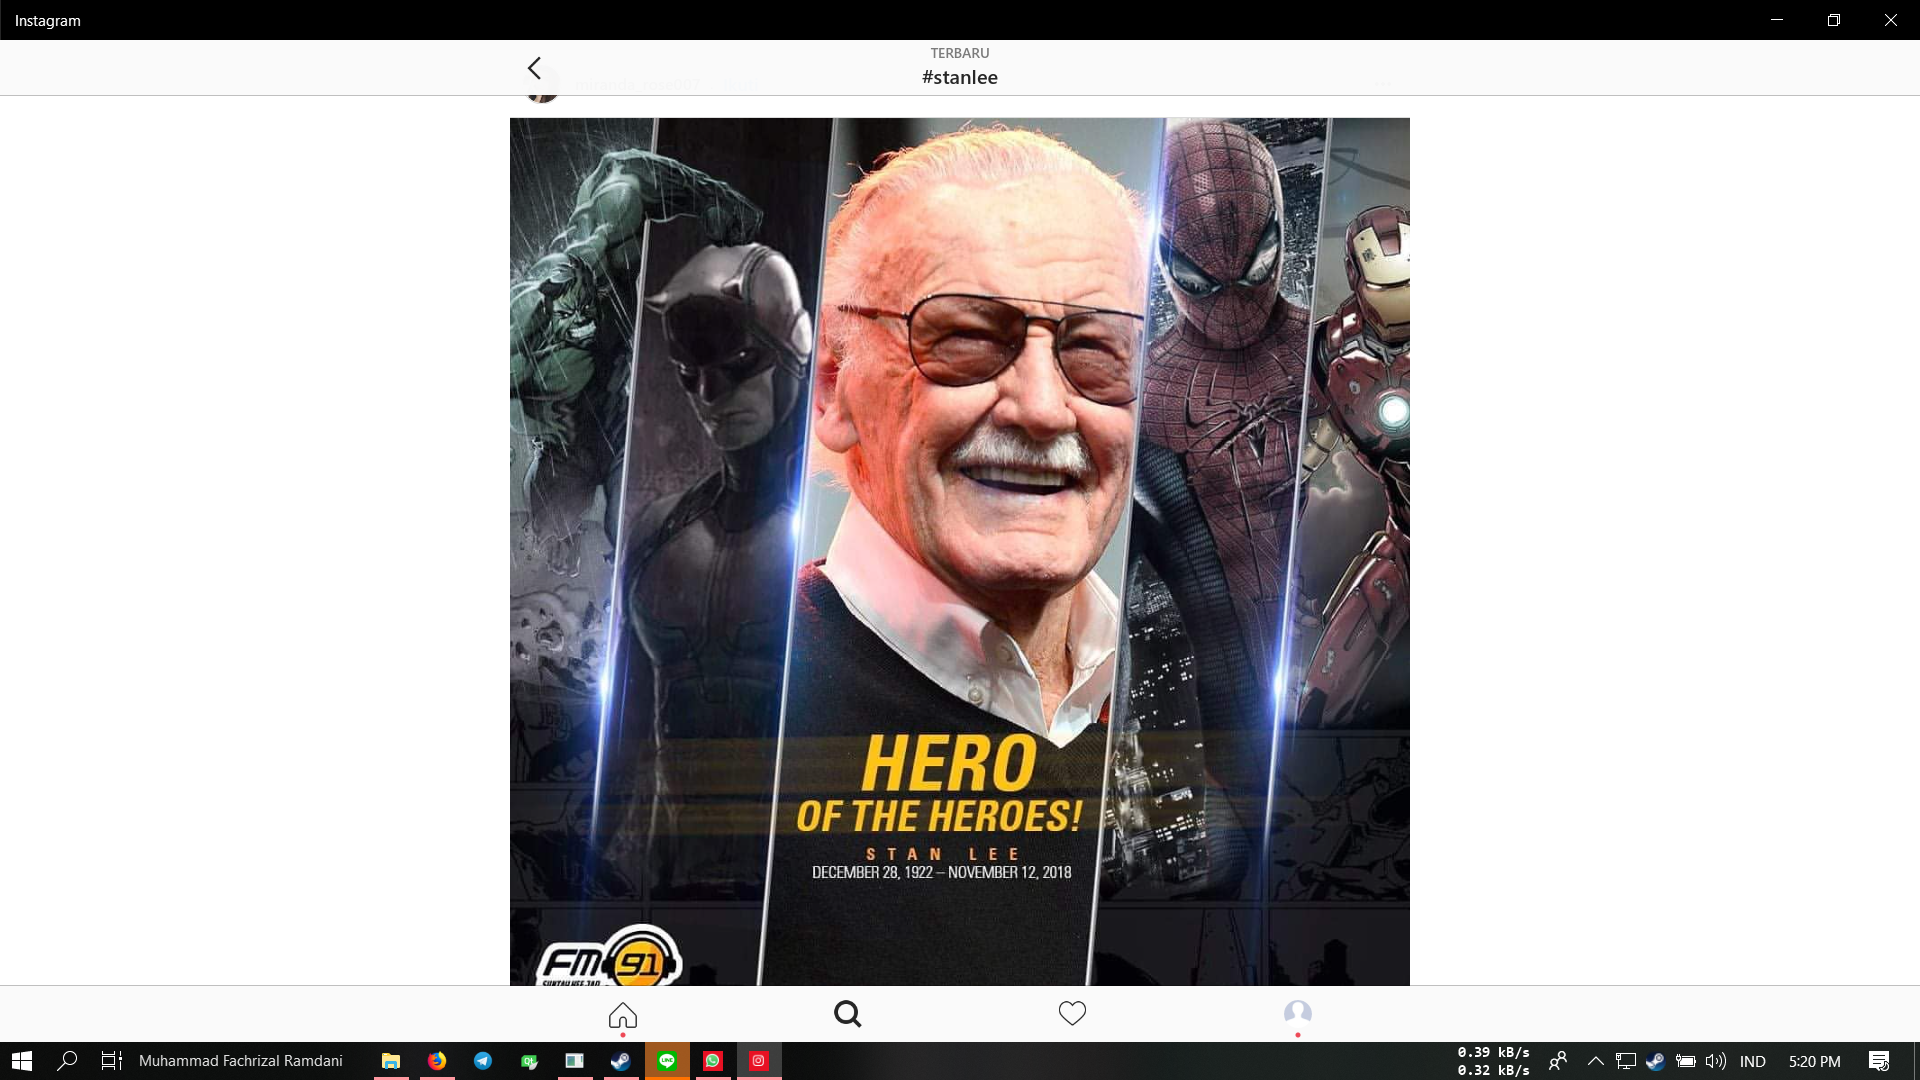 Instagram
TERBARU
#stanlee
HERO
OF THE HEROES!
STAN LEE
DECEMBER 28, 1922 – NOVEMBER 12, 2018
FM 91
Muhammad Fachrizal Ramdani
0.39 kB/s
0.32 kB/s
IND
5:20 PM